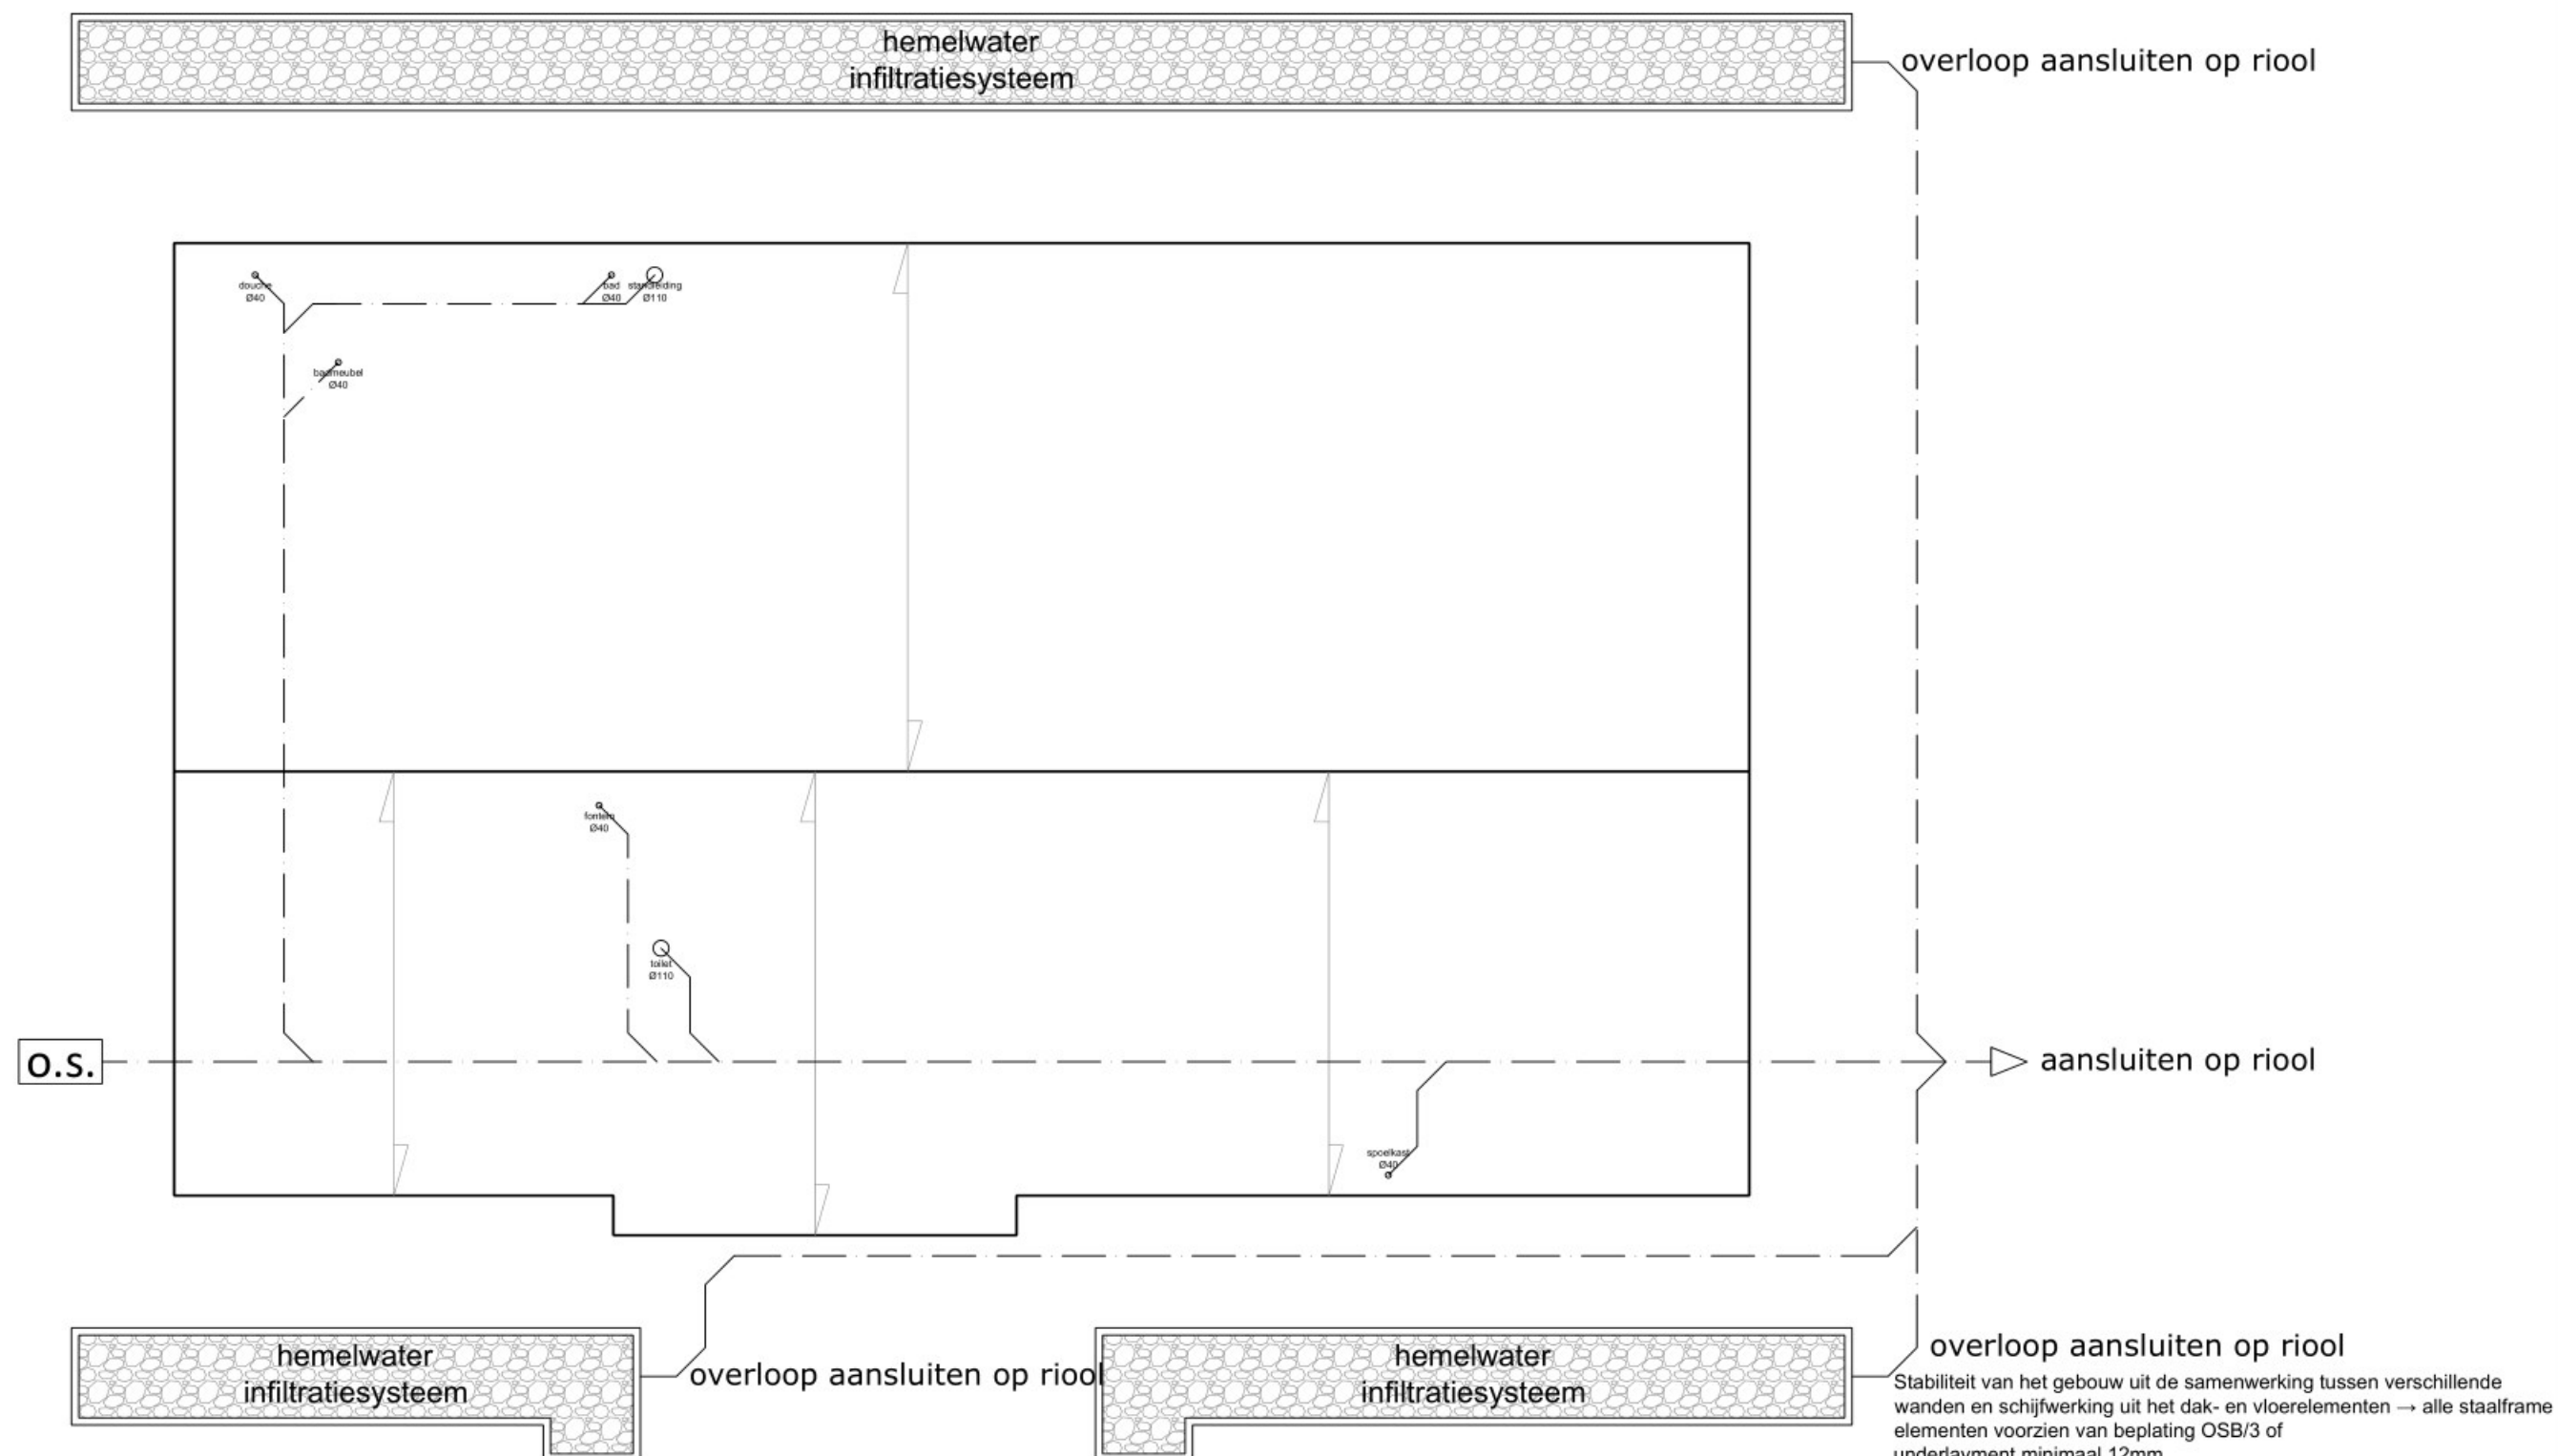 hemelwater
infiltratiesysteem
overloop aansluiten op riool
douche
Ø40
bad
Ø40
standleiding
Ø110
badmeubel
Ø40
fontein
Ø40
toilet
Ø110
o.s.
aansluiten op riool
spoelkast
Ø40
hemelwater
infiltratiesysteem
overloop aansluiten op riool
hemelwater
infiltratiesysteem
overloop aansluiten op riool
Stabiliteit van het gebouw uit de samenwerking tussen verschillende
wanden en schijfwerking uit het dak- en vloerelementen → alle staalframe
elementen voorzien van beplating OSB/3 of
underlayment minimaal 12mm